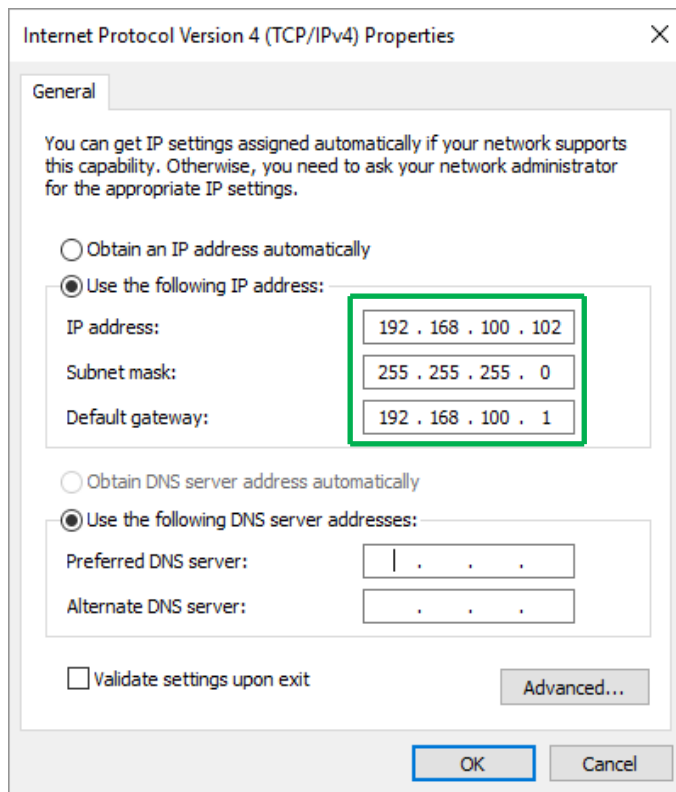 Internet Protocol Version 4 (TCP/IPv4) Properties
General
You can get IP settings assigned automatically if your network supports
this capability. Otherwise, you need to ask your network administrator
for the appropriate IP settings.
Obtain an IP address automatically
Use the following IP address:
IP address: 192 . 168 . 100 . 102
Subnet mask: 255 . 255 . 255 . 0
Default gateway: 192 . 168 . 100 . 1
Obtain DNS server address automatically
Use the following DNS server addresses:
Preferred DNS server: . . .
Alternate DNS server: . . .
Validate settings upon exit
Advanced...
OK Cancel